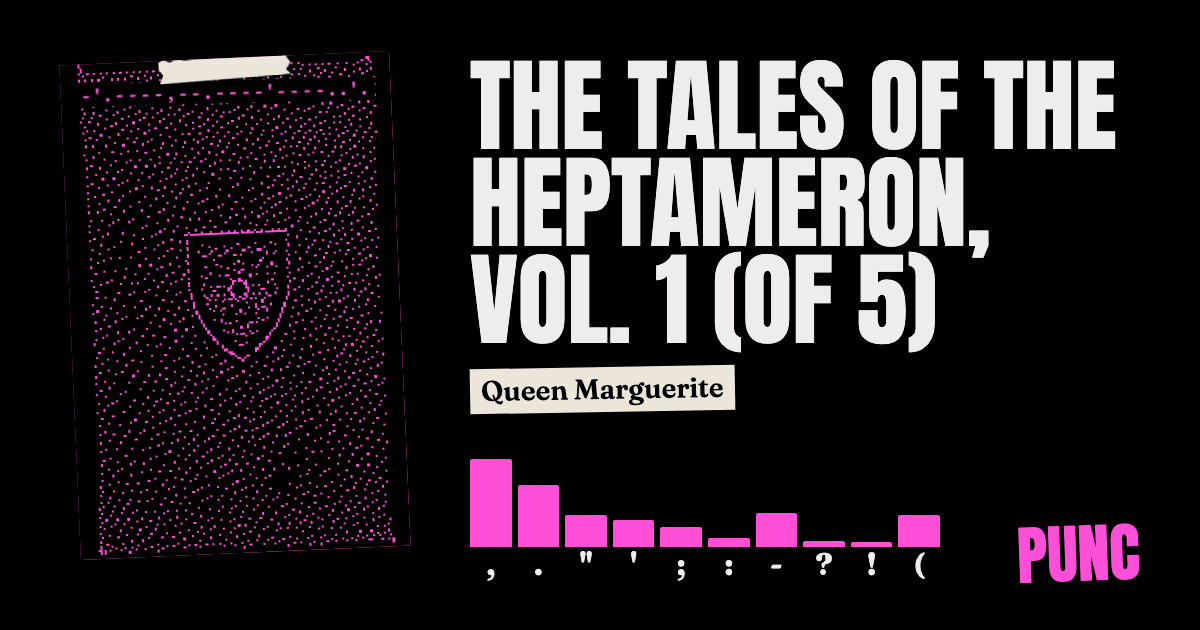 THE TALES OF THE
HEPTAMERON,
VOL. 1 (OF 5)
Queen Marguerite
, . " ' ; : - ? ! (
PUNC